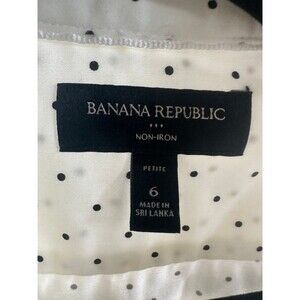 BANANA REPUBLIC
NON-IRON
PETITE
6
MADE IN
SRI LANKA